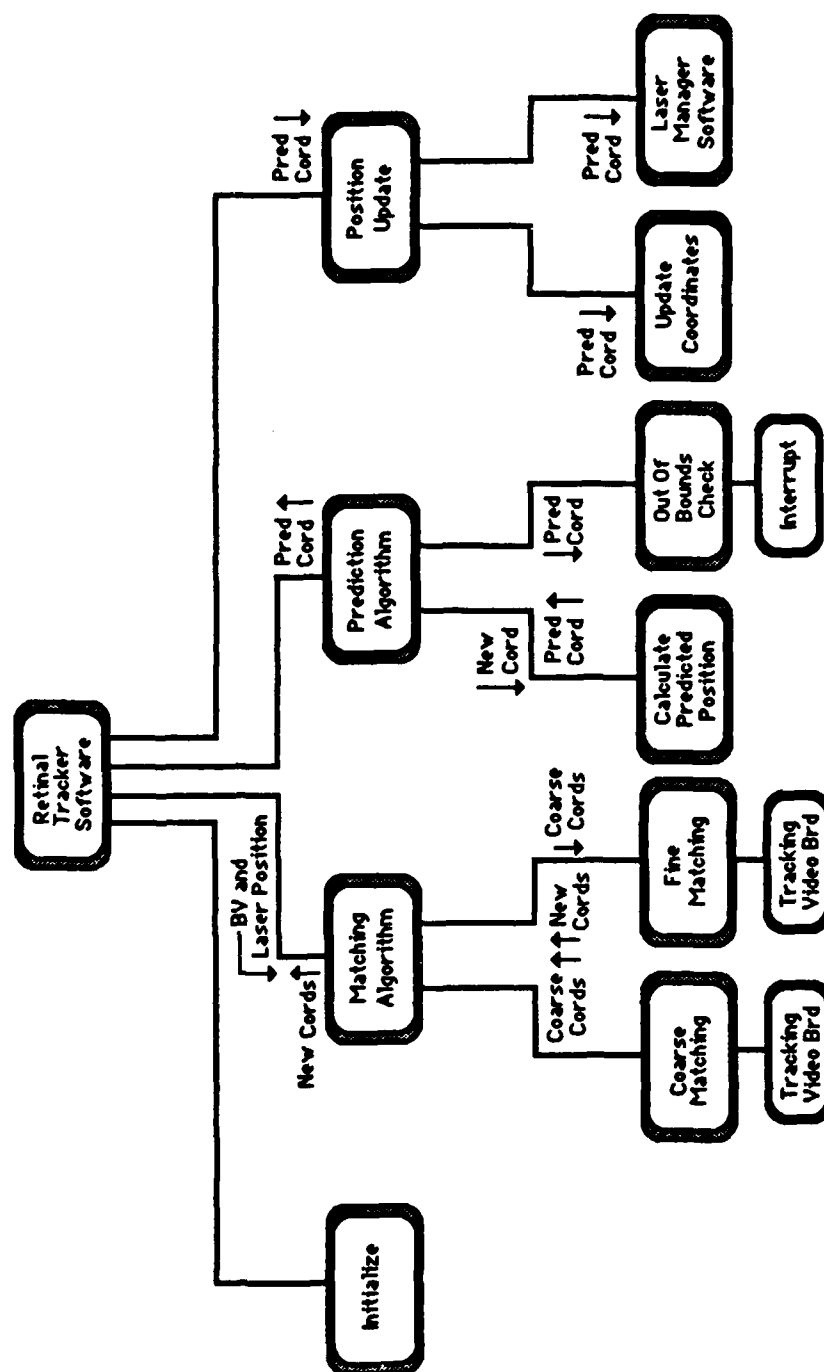 Retinal
Tracker
Software
Initialize
BV and
Laser Position
New Cords
Matching
Algorithm
Pred
Cord
Prediction
Algorithm
Pred
Cord
Position
Update
Coarse
Cords
New
Cords
Coarse
Cords
New
Cord
Pred
Cord
Pred
Cord
Pred
Cord
Pred
Cord
Coarse
Matching
Fine
Matching
Calculate
Predicted
Position
Out Of
Bounds
Check
Update
Coordinates
Laser
Manager
Software
Tracking
Video Brd
Tracking
Video Brd
Interrupt